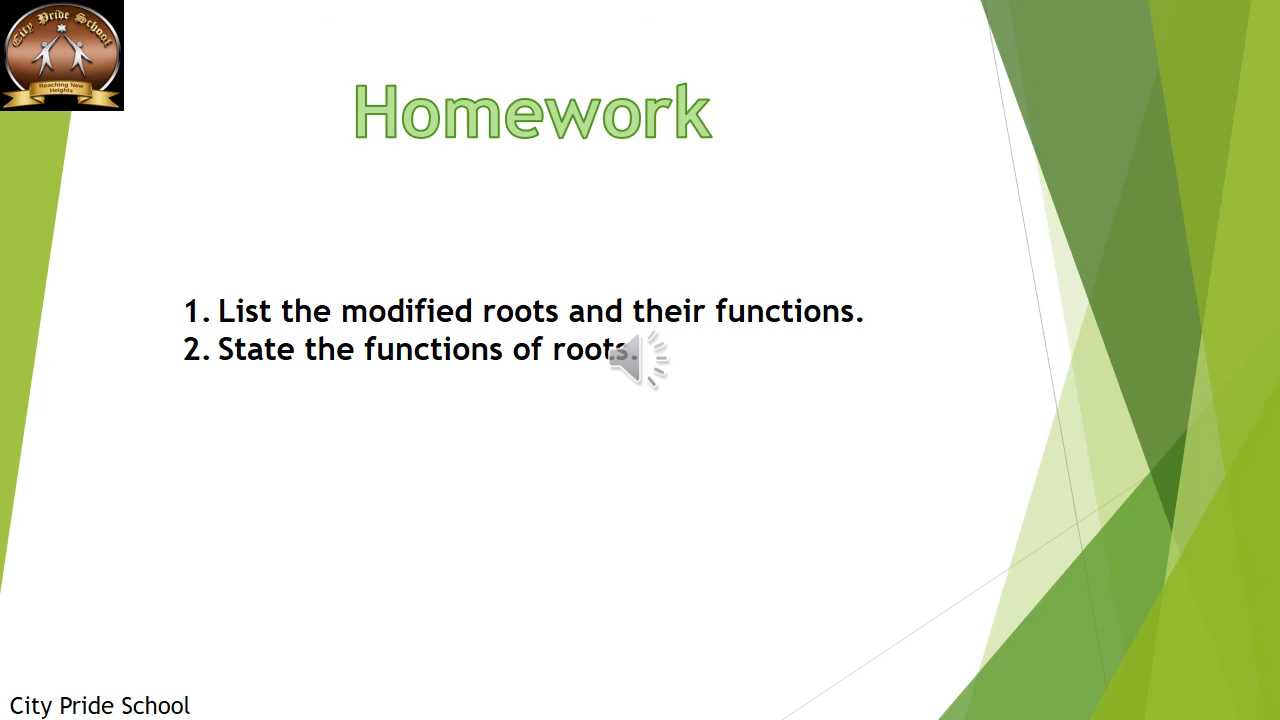 City Pride School
Reaching New
Heights
Homework
1. List the modified roots and their functions.
2. State the functions of roots.
City Pride School